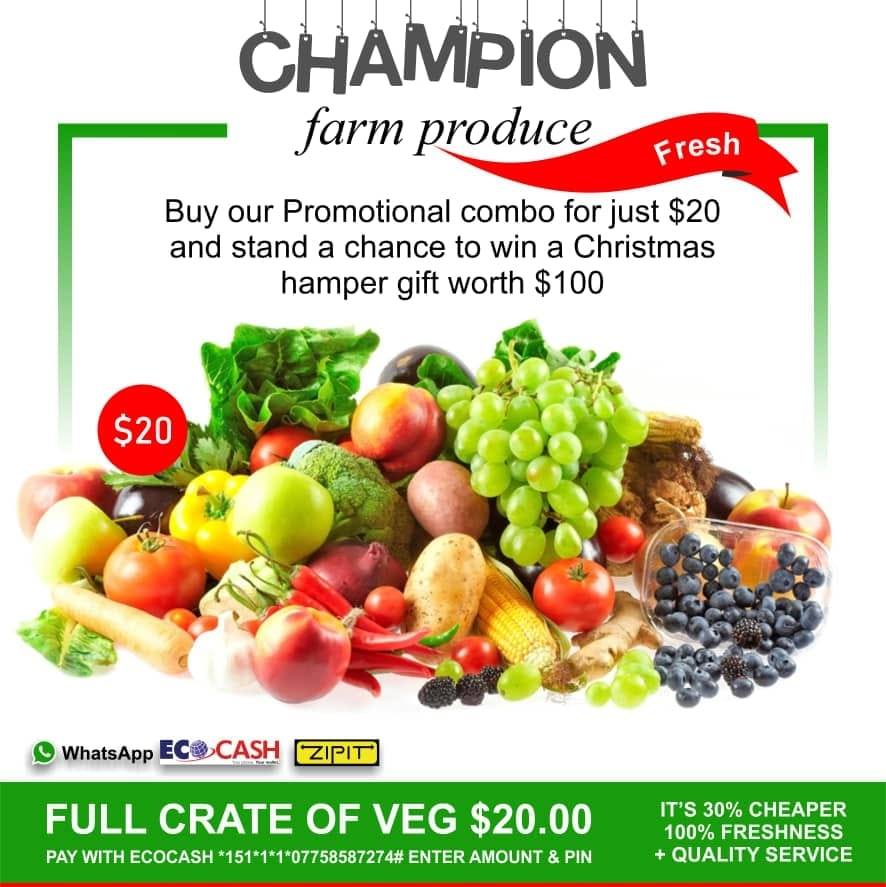 CHAMPION
farm produce
Fresh
Buy our Promotional combo for just $20
and stand a chance to win a Christmas
hamper gift worth $100
$20
WhatsApp ECOCASH ZIPIT
FULL CRATE OF VEG $20.00
PAY WITH ECOCASH *151*1*1*07758587274# ENTER AMOUNT & PIN
IT'S 30% CHEAPER
100% FRESHNESS
+ QUALITY SERVICE